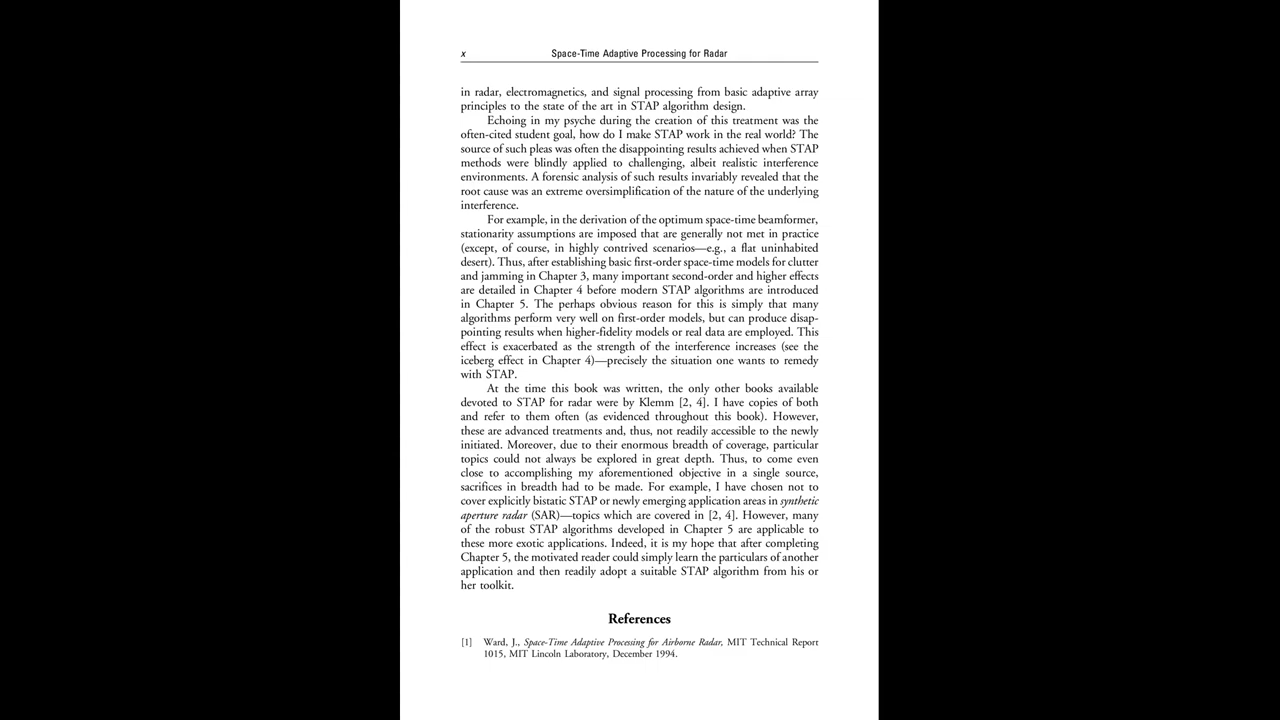 x Space-Time Adaptive Processing for Radar
in radar, electromagnetics, and signal processing from basic adaptive array
principles to the state of the art in STAP algorithm design.
Echoing in my psyche during the creation of this treatment was the
often-cited student goal, how do I make STAP work in the real world? The
source of such pleas was often the disappointing results achieved when STAP
methods were blindly applied to challenging, albeit realistic interference
environments. A forensic analysis of such results invariably revealed that the
root cause was an extreme oversimplification of the nature of the underlying
interference.
For example, in the derivation of the optimum space-time beamformer,
stationarity assumptions are imposed that are generally not met in practice
(except, of course, in highly contrived scenarios—e.g., a flat uninhabited
desert). Thus, after establishing basic first-order space-time models for clutter
and jamming in Chapter 3, many important second-order and higher effects
are detailed in Chapter 4 before modern STAP algorithms are introduced
in Chapter 5. The perhaps obvious reason for this is simply that many
algorithms perform very well on first-order models, but can produce disap-
pointing results when higher-fidelity models or real data are employed. This
effect is exacerbated as the strength of the interference increases (see the
iceberg effect in Chapter 4)—precisely the situation one wants to remedy
with STAP.
At the time this book was written, the only other books available
devoted to STAP for radar were by Klemm [2, 4]. I have copies of both
and refer to them often (as evidenced throughout this book). However,
these are advanced treatments and, thus, not readily accessible to the newly
initiated. Moreover, due to their enormous breadth of coverage, particular
topics could not always be explored in great depth. Thus, to come even
close to accomplishing my aforementioned objective in a single source,
sacrifices in breadth had to be made. For example, I have chosen not to
cover explicitly bistatic STAP or newly emerging application areas in synthetic
aperture radar (SAR)—topics which are covered in [2, 4]. However, many
of the robust STAP algorithms developed in Chapter 5 are applicable to
these more exotic applications. Indeed, it is my hope that after completing
Chapter 5, the motivated reader could simply learn the particulars of another
application and then readily adopt a suitable STAP algorithm from his or
her toolkit.
References
[1] Ward, J., Space-Time Adaptive Processing for Airborne Radar, MIT Technical Report
1015, MIT Lincoln Laboratory, December 1994.